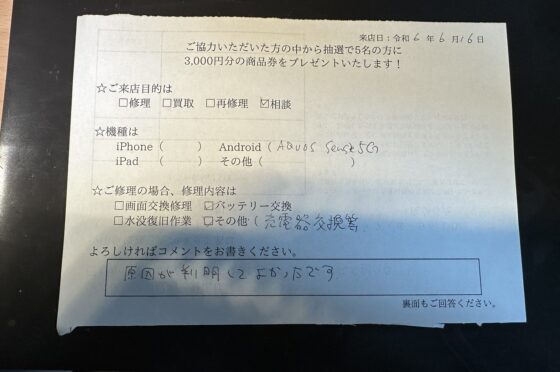 来店日：令和 6 年 6 月 16 日
ご協力いただいた方の中から抽選で5名の方に
3,000円分の商品券をプレゼントいたします！
☆ご来店目的は
□修理 □買取 □再修理 ☑相談
☆機種は
iPhone（　　　） Android（AQUOS Sense5G
iPad （　　　） その他（　　　　　　　）
☆ご修理の場合、修理内容は
□画面交換修理 □バッテリー交換
□水没復旧作業 □その他（充電器交換等
よろしければコメントをお書きください。
原因が判明してよかったです
裏面もご回答ください。